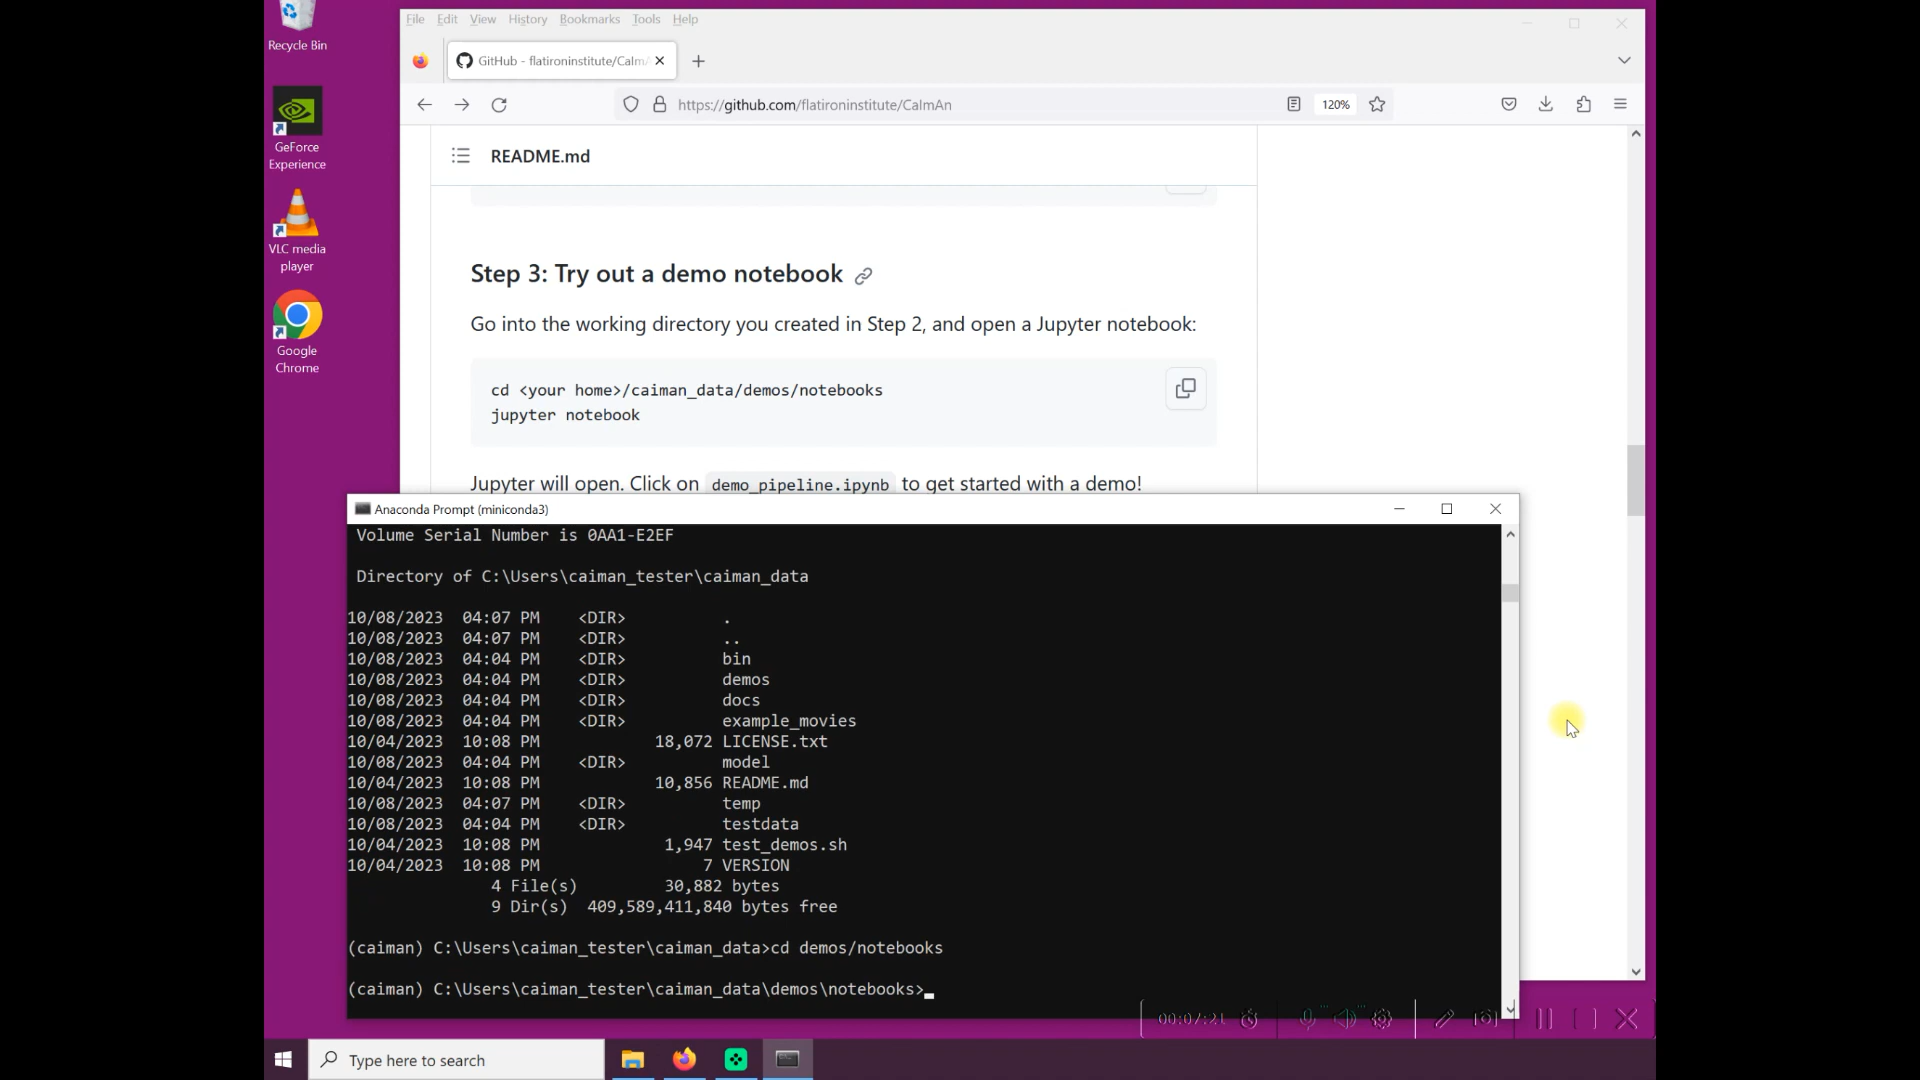 Recycle Bin
GeForce
Experience
VLC media
player
Google
Chrome
File Edit View History Bookmarks Tools Help
GitHub - flatironinstitute/CaIm
https://github.com/flatironinstitute/CaImAn
120%
README.md
Step 3: Try out a demo notebook
Go into the working directory you created in Step 2, and open a Jupyter notebook:
cd <your home>/caiman_data/demos/notebooks
jupyter notebook
Jupyter will open. Click on demo_pipeline.ipynb to get started with a demo!
Anaconda Prompt (miniconda3)
Volume Serial Number is 0AA1-E2EF
Directory of C:\Users\caiman_tester\caiman_data
10/08/2023 04:07 PM <DIR> .
10/08/2023 04:07 PM <DIR> ..
10/08/2023 04:04 PM <DIR> bin
10/08/2023 04:04 PM <DIR> demos
10/08/2023 04:04 PM <DIR> docs
10/08/2023 04:04 PM <DIR> example_movies
10/04/2023 10:08 PM 18,072 LICENSE.txt
10/08/2023 04:04 PM <DIR> model
10/04/2023 10:08 PM 10,856 README.md
10/08/2023 04:07 PM <DIR> temp
10/08/2023 04:04 PM <DIR> testdata
10/04/2023 10:08 PM 1,947 test_demos.sh
10/04/2023 10:08 PM 7 VERSION
4 File(s) 30,882 bytes
9 Dir(s) 409,589,411,840 bytes free
(caiman) C:\Users\caiman_tester\caiman_data>cd demos/notebooks
(caiman) C:\Users\caiman_tester\caiman_data\demos\notebooks>
00:07:21
Type here to search